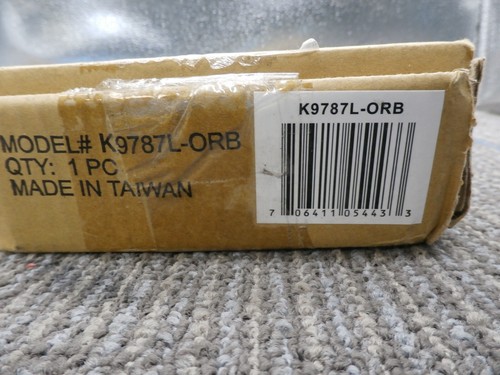 MODEL# K9787L-ORB
QTY: 1 PC
MADE IN TAIWAN
K9787L-ORB
7 06411 05443 3